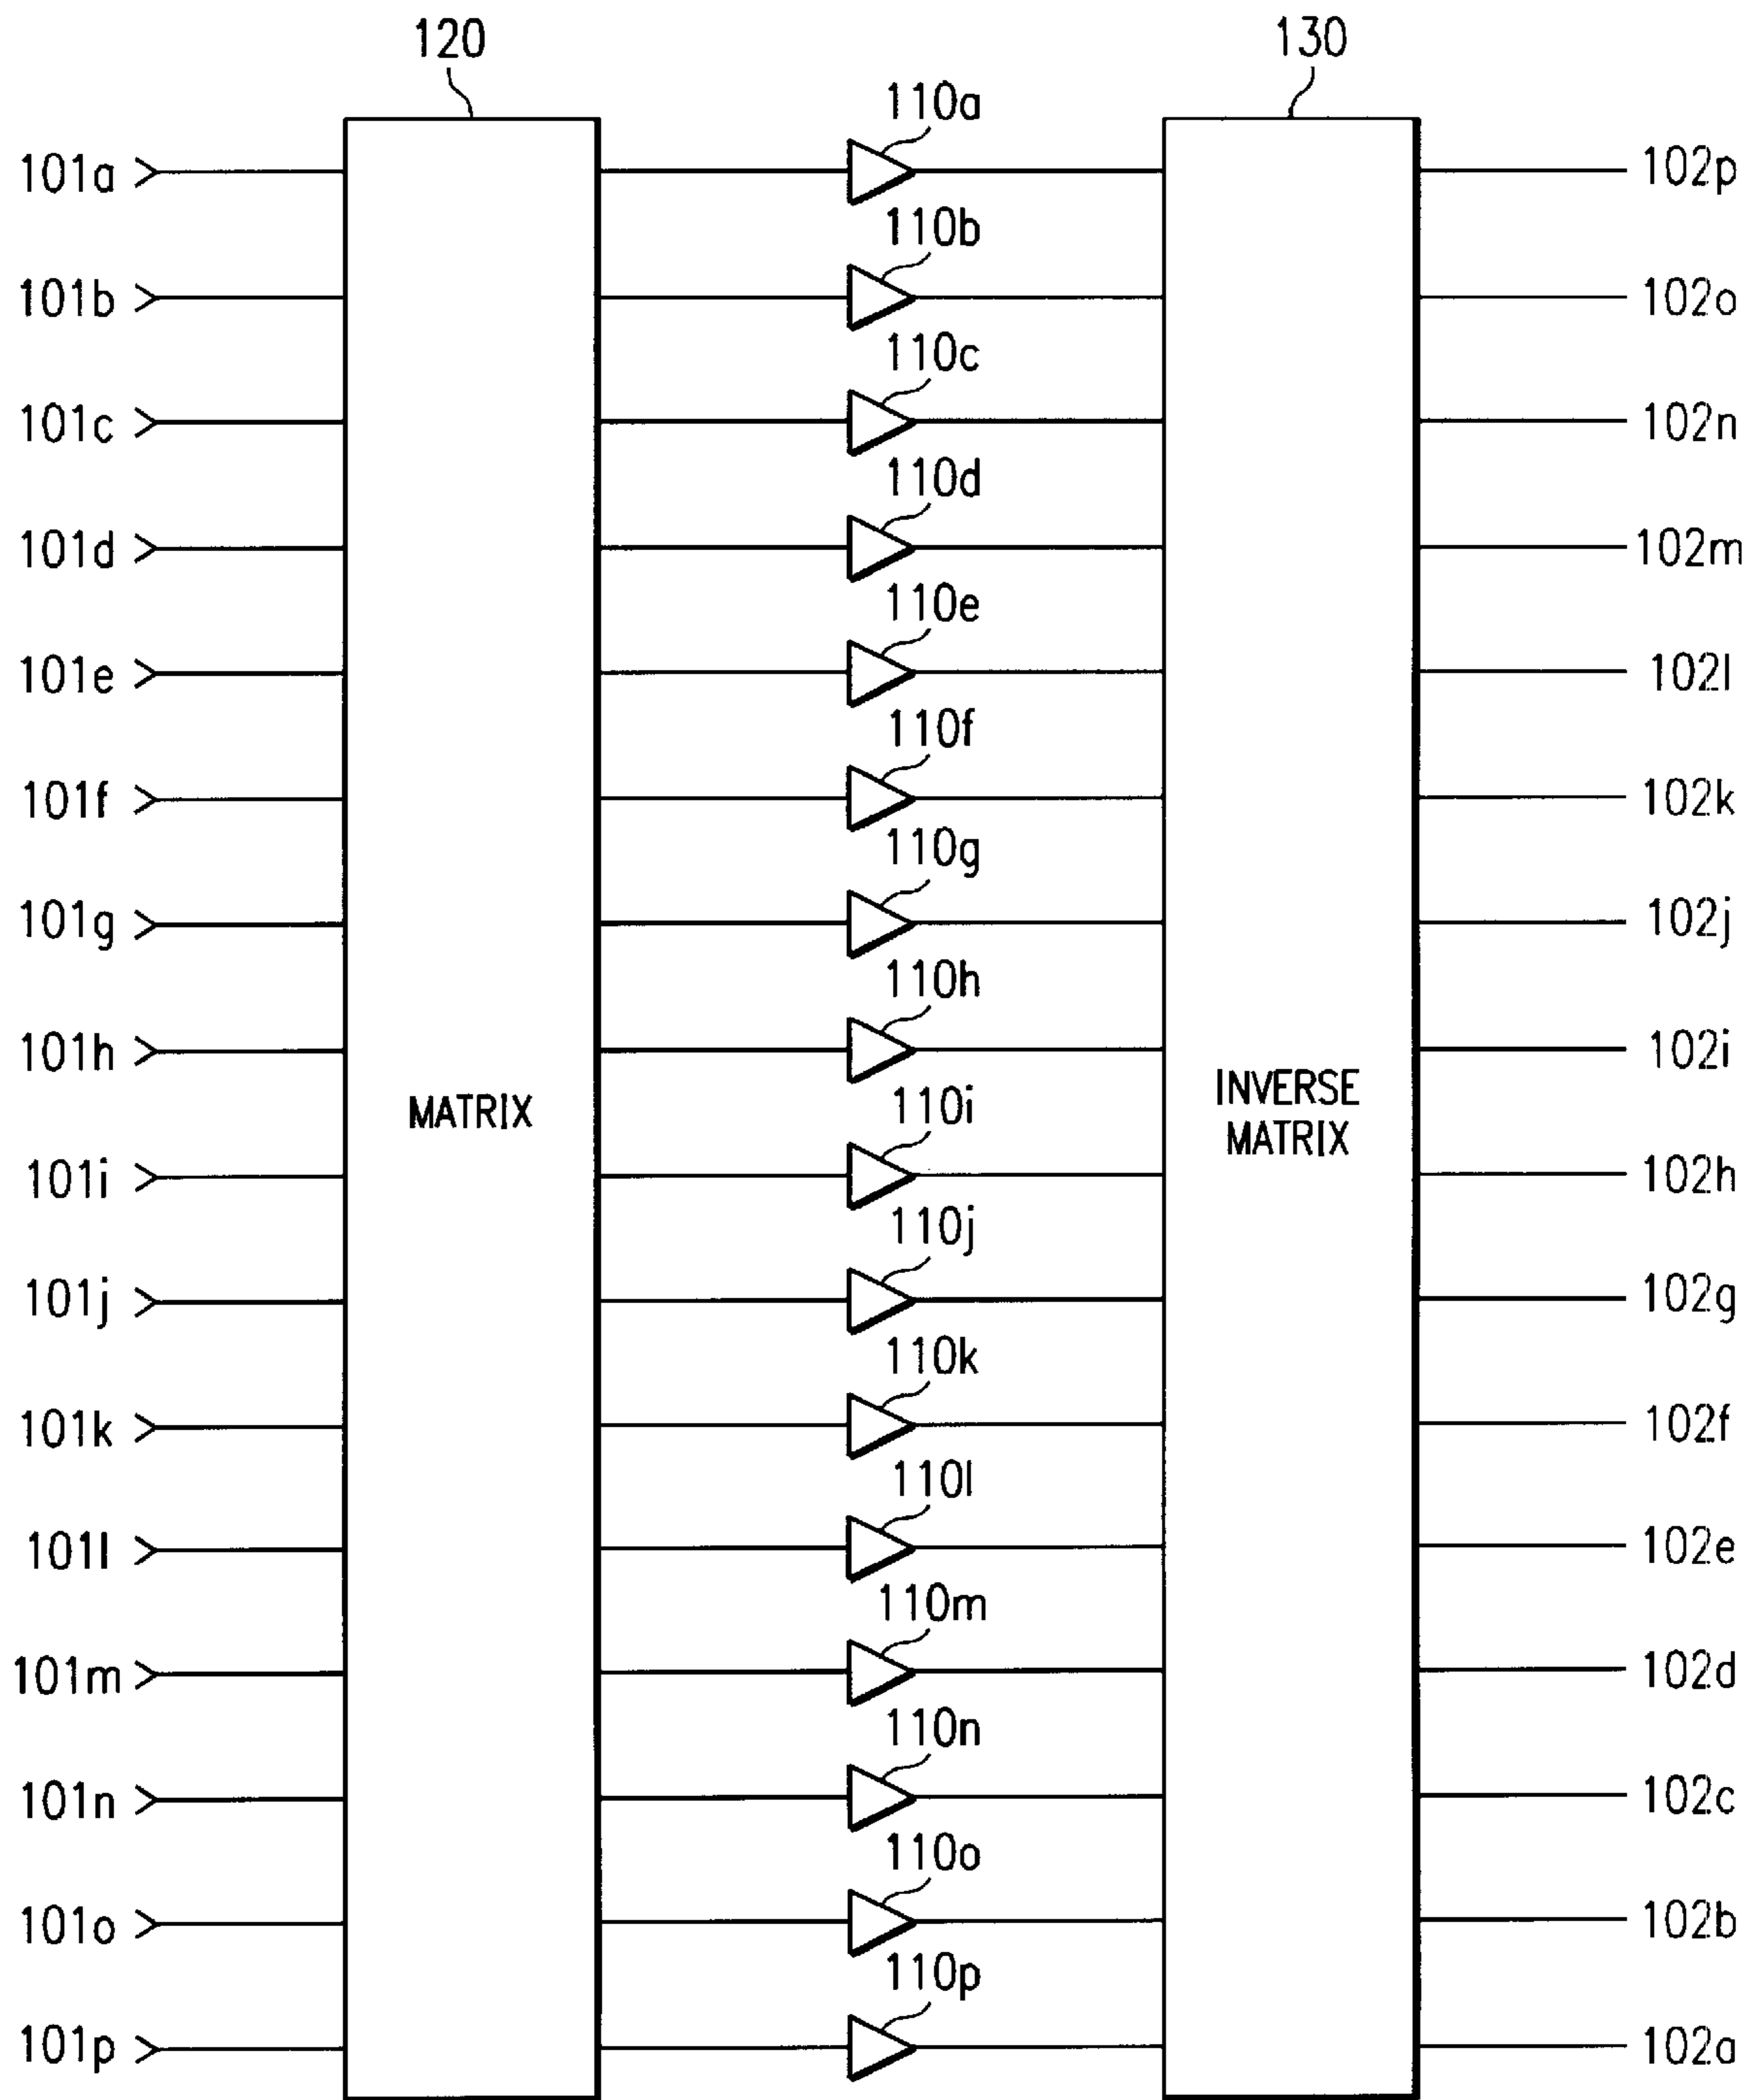 120 130
110a
101a 102p
110b
101b 102o
110c
101c 102n
110d
101d 102m
110e
101e 102l
110f
101f 102k
110g
101g 102j
110h
101h 102i
MATRIX
INVERSE
MATRIX
110i
101i 102h
110j
101j 102g
110k
101k 102f
110l
101l 102e
110m
101m 102d
110n
101n 102c
110o
101o 102b
110p
101p 102a